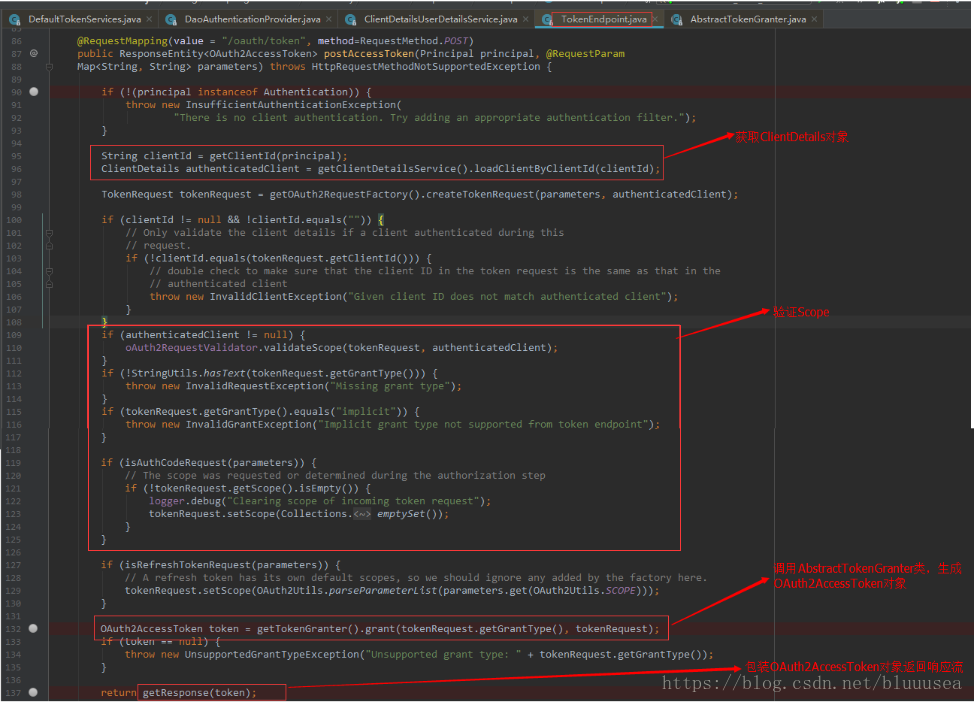 DefaultTokenServices.java × DaoAuthenticationProvider.java × ClientDetailsUserDetailsService.java × TokenEndpoint.java × AbstractTokenGranter.java ×
86 @RequestMapping(value = "/oauth/token", method=RequestMethod.POST)
87 @ public ResponseEntity<OAuth2AccessToken> postAccessToken(Principal principal, @RequestParam
88 Map<String, String> parameters) throws HttpRequestMethodNotSupportedException {
89
90 if (!(principal instanceof Authentication)) {
91 throw new InsufficientAuthenticationException(
92 "There is no client authentication. Try adding an appropriate authentication filter.");
93 }
94
获取ClientDetails对象
95 String clientId = getClientId(principal);
96 ClientDetails authenticatedClient = getClientDetailsService().loadClientByClientId(clientId);
97
98 TokenRequest tokenRequest = getOAuth2RequestFactory().createTokenRequest(parameters, authenticatedClient);
99
100 if (clientId != null && !clientId.equals("")) {
101 // Only validate the client details if a client authenticated during this
102 // request.
103 if (!clientId.equals(tokenRequest.getClientId())) {
104 // double check to make sure that the client ID in the token request is the same as that in the
105 // authenticated client
106 throw new InvalidClientException("Given client ID does not match authenticated client");
107 }
验证Scope
108 }
109 if (authenticatedClient != null) {
110 oAuth2RequestValidator.validateScope(tokenRequest, authenticatedClient);
111 }
112 if (!StringUtils.hasText(tokenRequest.getGrantType())) {
113 throw new InvalidRequestException("Missing grant type");
114 }
115 if (tokenRequest.getGrantType().equals("implicit")) {
116 throw new InvalidGrantException("Implicit grant type not supported from token endpoint");
117 }
118
119 if (isAuthCodeRequest(parameters)) {
120 // The scope was requested or determined during the authorization step
121 if (!tokenRequest.getScope().isEmpty()) {
122 logger.debug("Clearing scope of incoming token request");
123 tokenRequest.setScope(Collections.<~> emptySet());
124 }
125 }
126
127 if (isRefreshTokenRequest(parameters)) {
128 // A refresh token has its own default scopes, so we should ignore any added by the factory here.
129 tokenRequest.setScope(OAuth2Utils.parseParameterList(parameters.get(OAuth2Utils.SCOPE)));
130 }
调用AbstractTokenGranter类，生成
OAuth2AccessToken对象
131
132 OAuth2AccessToken token = getTokenGranter().grant(tokenRequest.getGrantType(), tokenRequest);
133 if (token == null) {
134 throw new UnsupportedGrantTypeException("Unsupported grant type: " + tokenRequest.getGrantType());
135 }
包装OAuth2AccessToken对象返回响应流
136
137 return getResponse(token);
https://blog.csdn.net/bluuusea